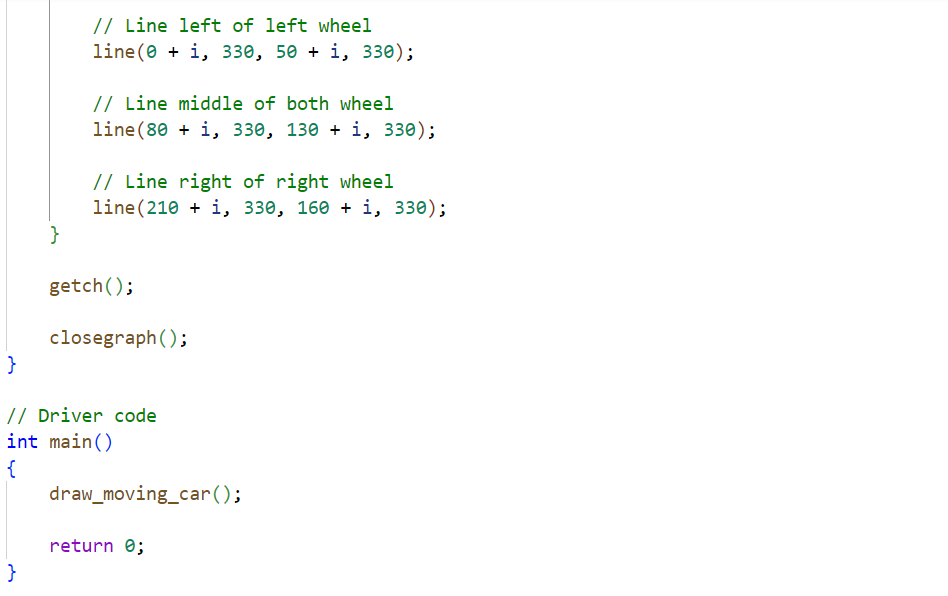 // Line left of left wheel
line(0 + i, 330, 50 + i, 330);
// Line middle of both wheel
line(80 + i, 330, 130 + i, 330);
// Line right of right wheel
line(210 + i, 330, 160 + i, 330);
}
getch();
closegraph();
}
// Driver code
int main()
{
draw_moving_car();
return 0;
}